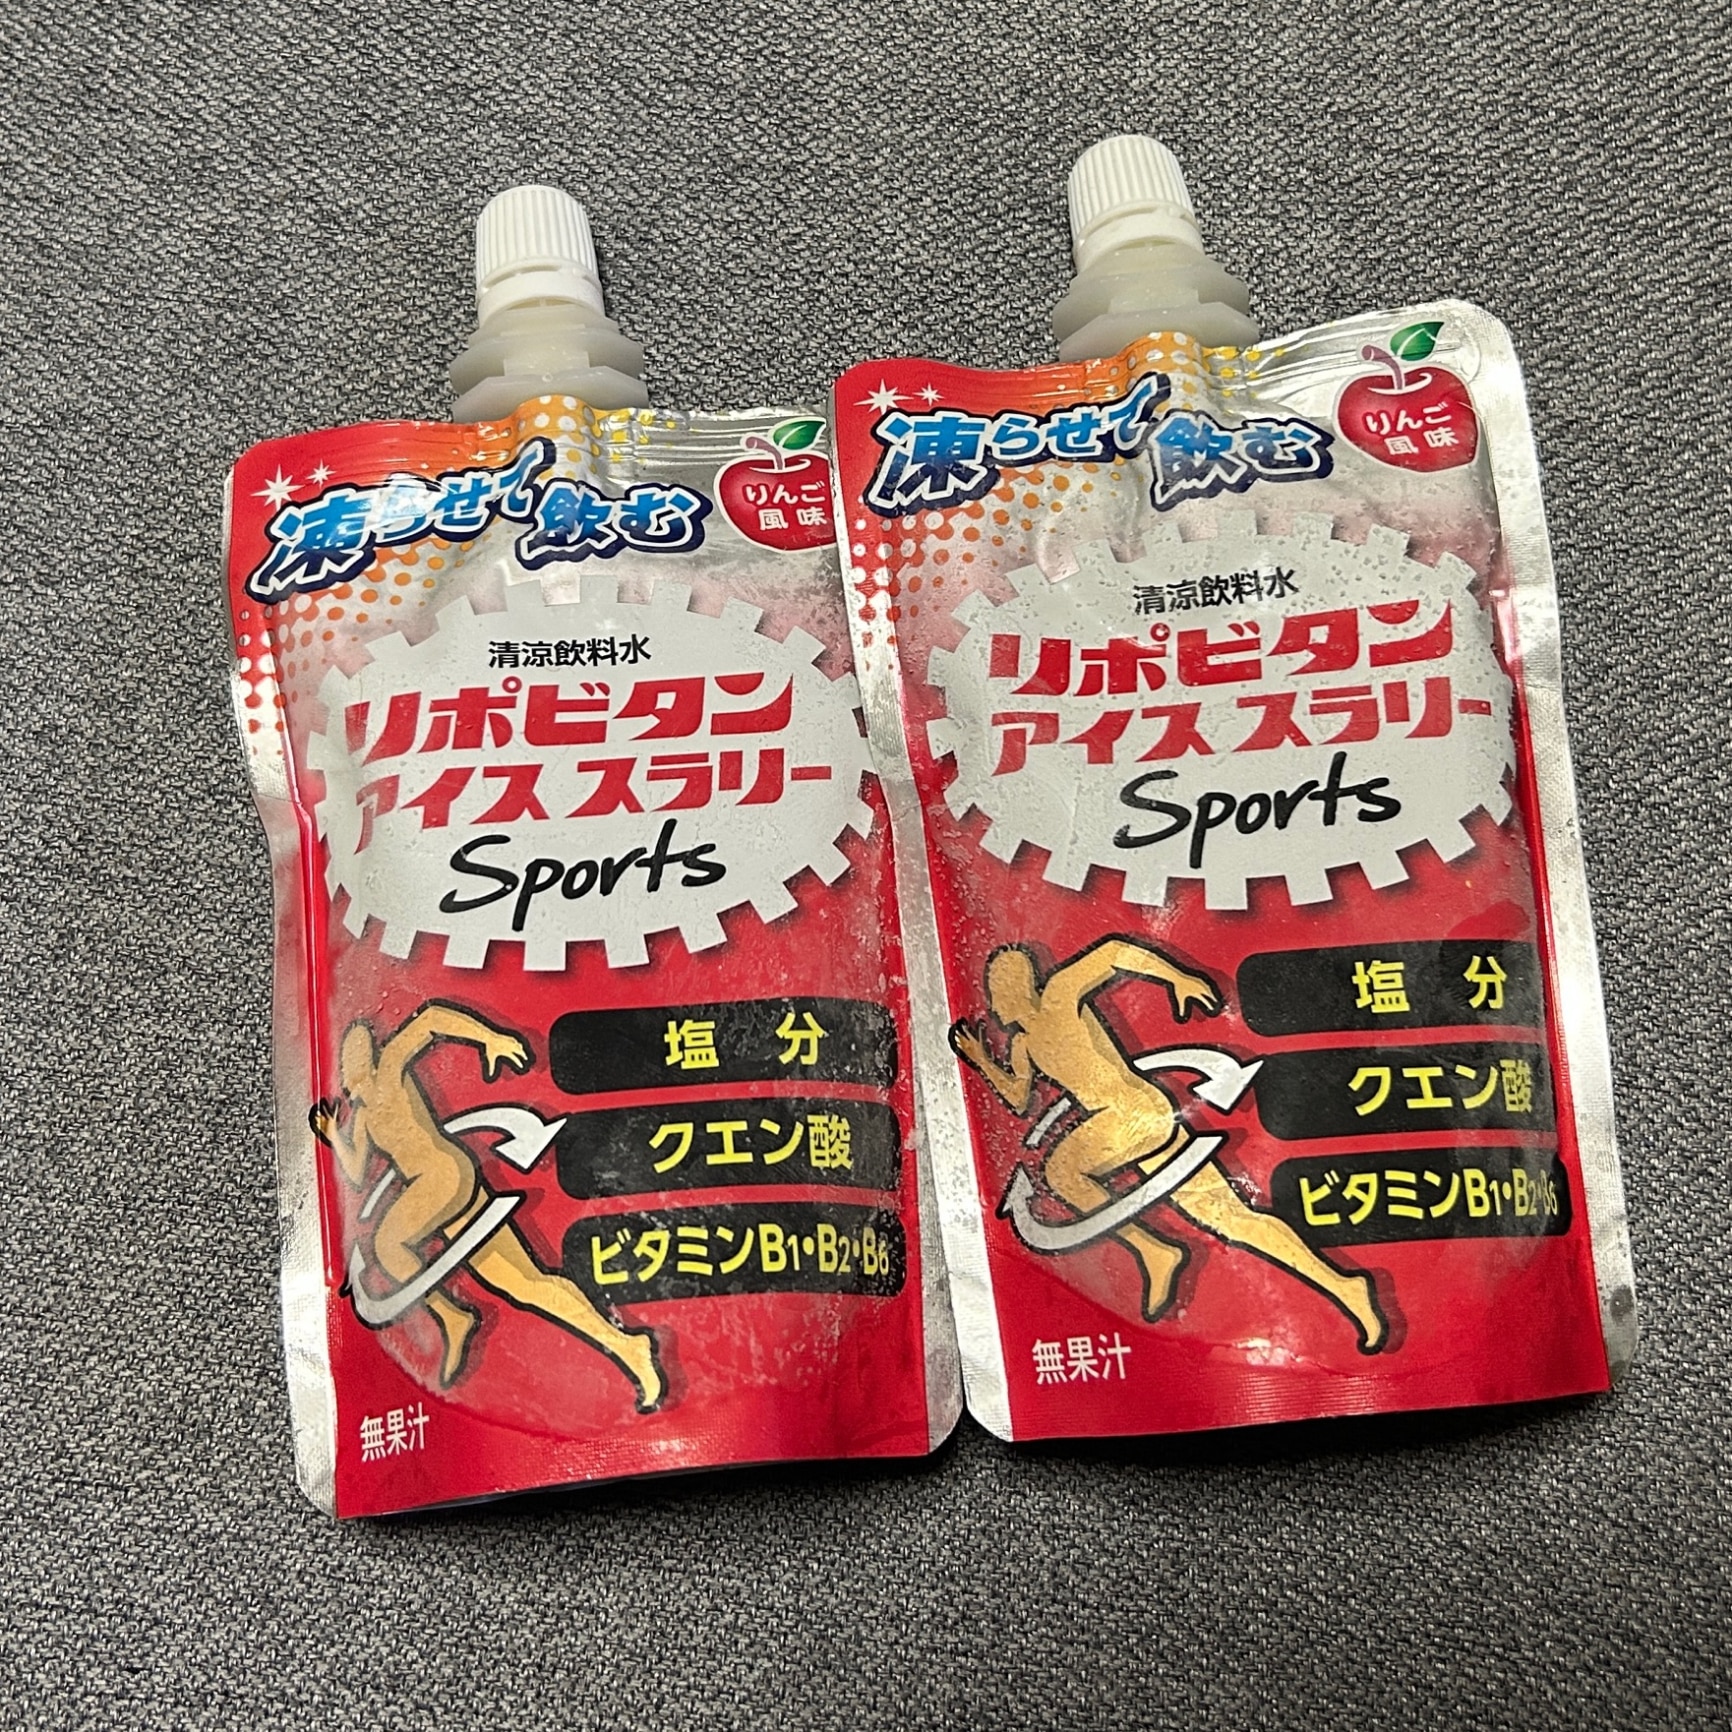 凍らせて飲む
りんご
風味
清涼飲料水
リポビタン
アイススラリー
Sports
塩分
クエン酸
ビタミンB1・B2・B6
無果汁
凍らせて飲む
りんご
風味
清涼飲料水
リポビタン
アイススラリー
Sports
塩分
クエン酸
ビタミンB1・B2・B6
無果汁